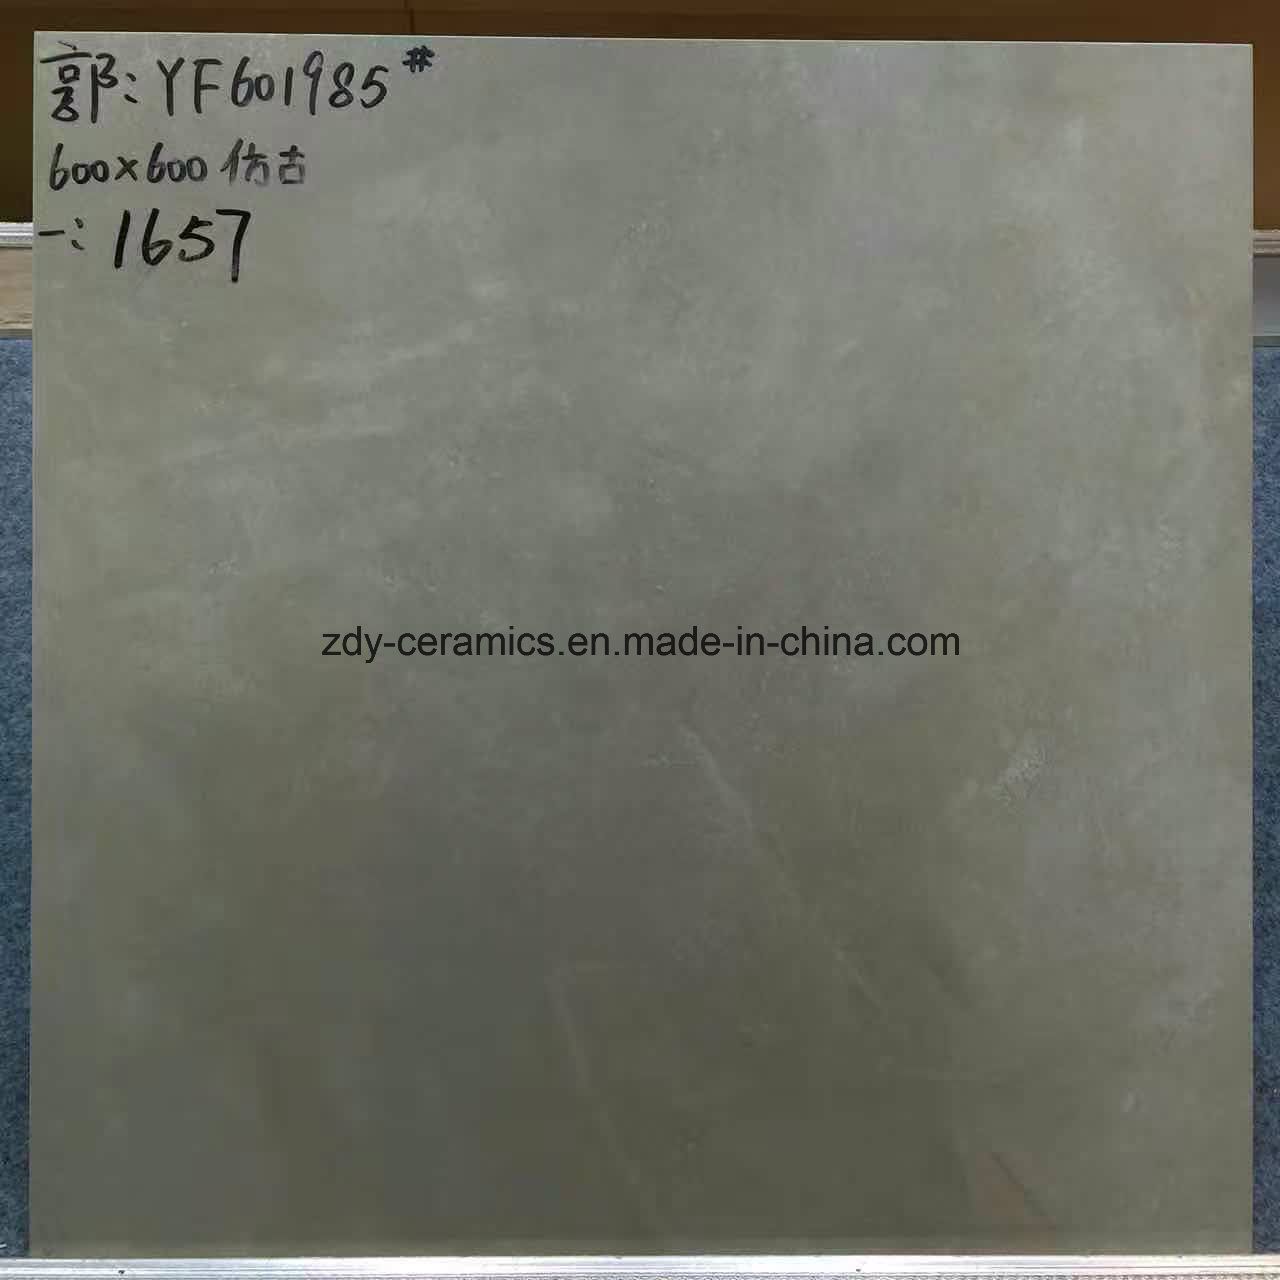 郭: YF601985#
600×600 仿古
一: 1657
zdy-ceramics.en.made-in-china.com